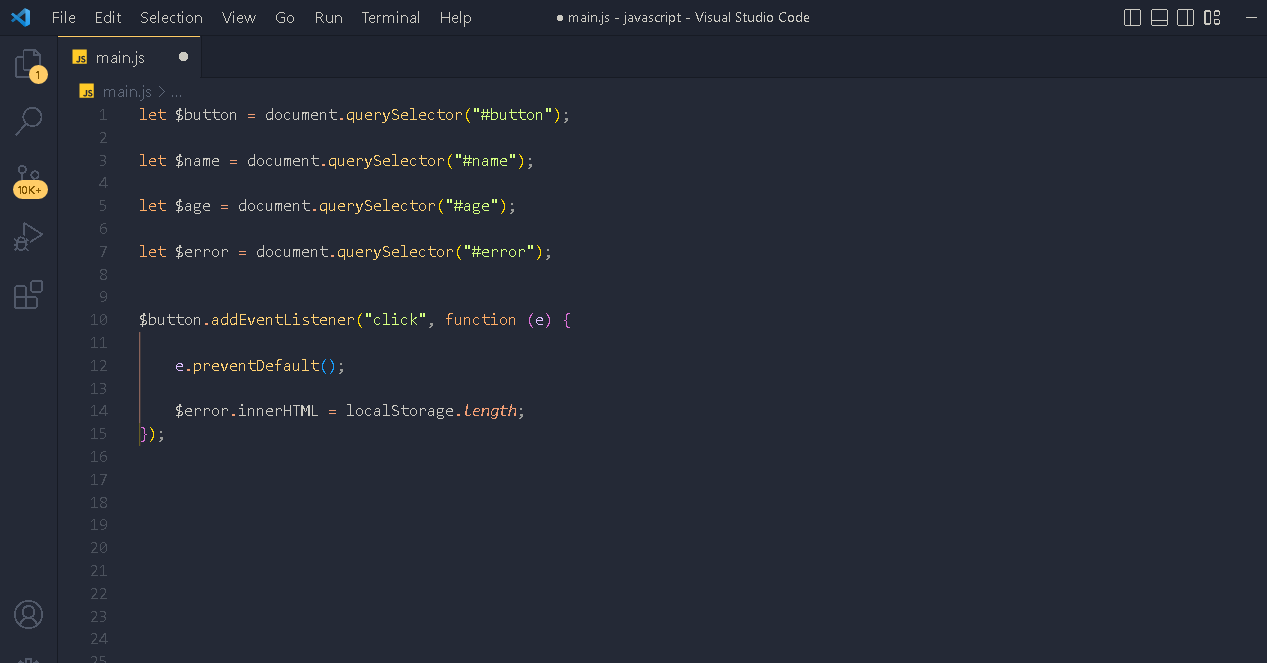 File Edit Selection View Go Run Terminal Help ● main.js - javascript - Visual Studio Code
JS main.js ●
1
JS main.js > ...
1 let $button = document.querySelector("#button");
2
3 let $name = document.querySelector("#name");
4
10K+
5 let $age = document.querySelector("#age");
6
7 let $error = document.querySelector("#error");
8
9
10 $button.addEventListener("click", function (e) {
11
12 e.preventDefault();
13
14 $error.innerHTML = localStorage.length;
15 });
16
17
18
19
20
21
22
23
24
25